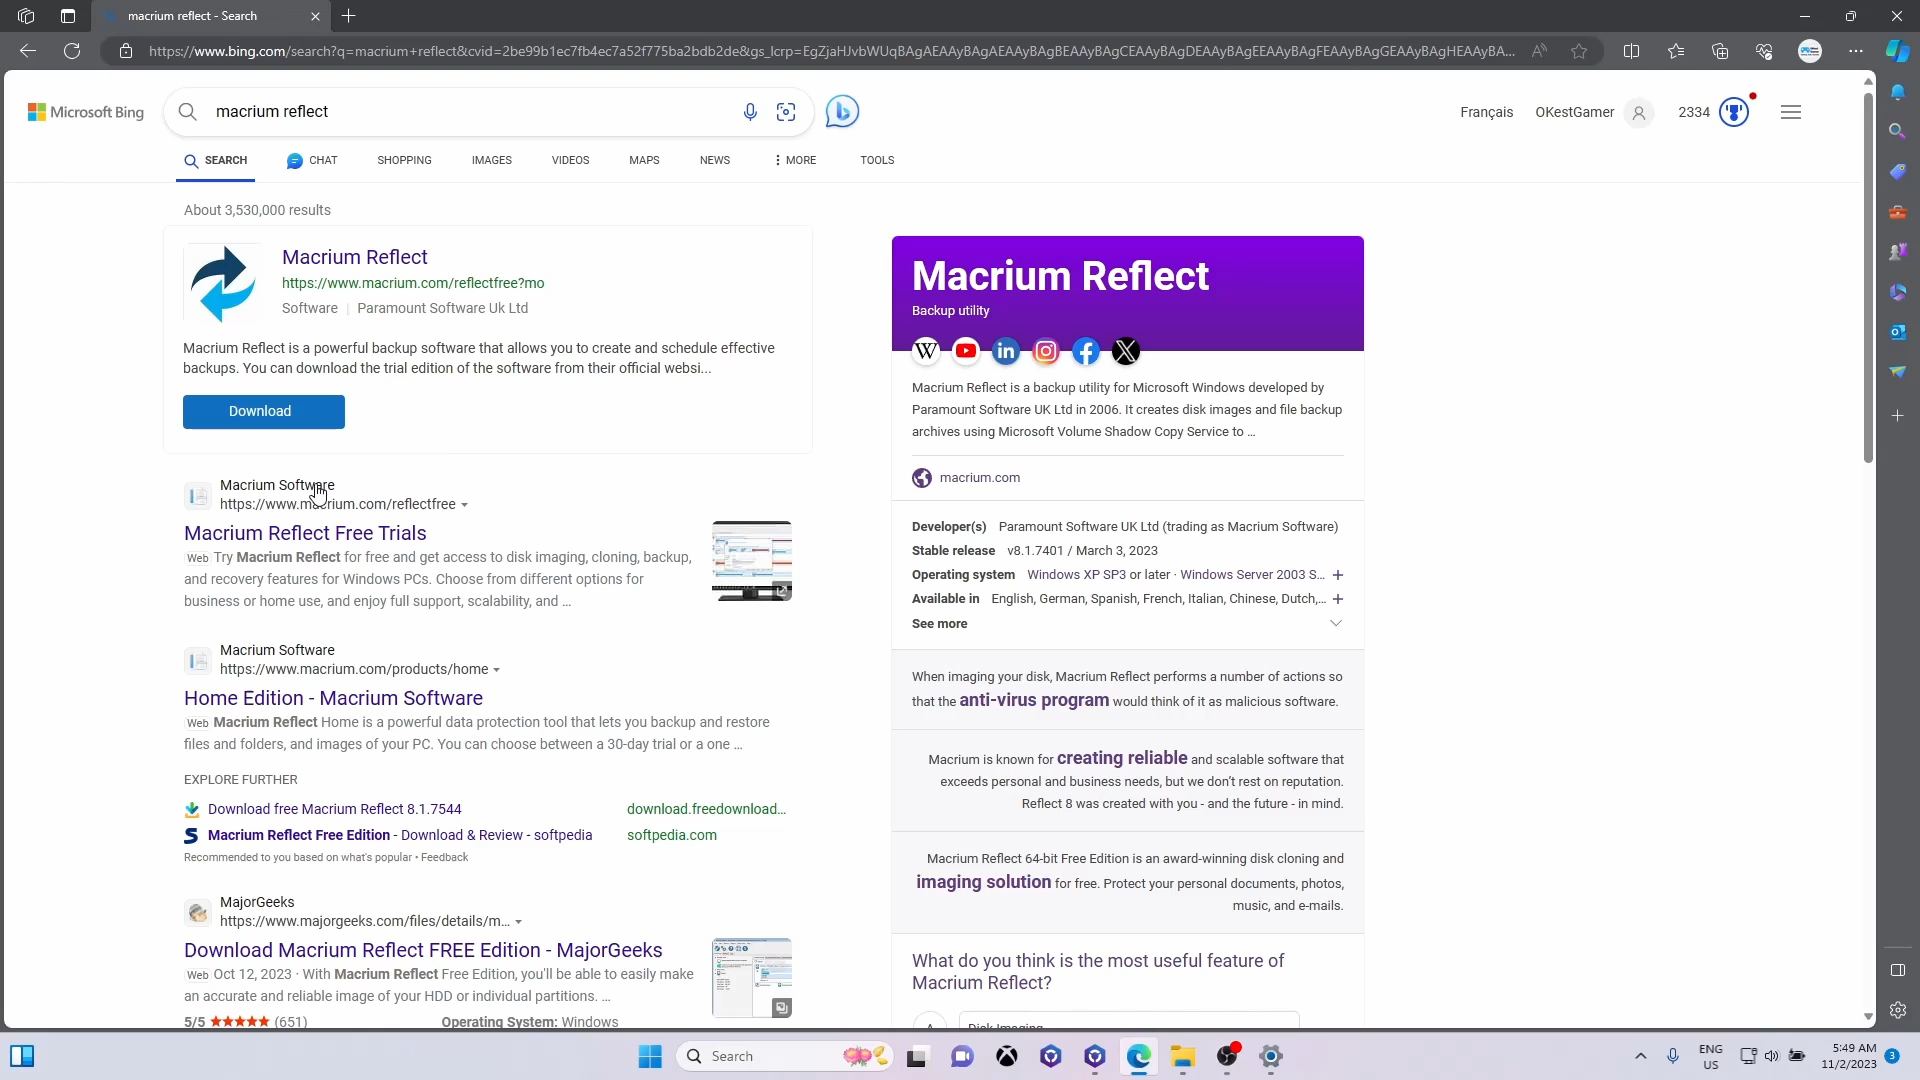 macrium reflect - Search
https://www.bing.com/search?q=macrium+reflect&cvid=2be99b1ec7fb4ec7a52f775ba2bdb2de&gs_lcrp=EgZjaHJvbWUqBAgAEAAyBAgAEAAyBAgBEAAyBAgCEAAyBAgDEAAyBAgEEAAyBAgFEAAyBAgGEAAyBAgHEAAyBA...
Microsoft Bing
macrium reflect
Français
OKestGamer
2334
SEARCH
CHAT
SHOPPING
IMAGES
VIDEOS
MAPS
NEWS
MORE
TOOLS
About 3,530,000 results
Macrium Reflect
https://www.macrium.com/reflectfree?mo
Software | Paramount Software Uk Ltd
Macrium Reflect is a powerful backup software that allows you to create and schedule effective
backups. You can download the trial edition of the software from their official websi...
Download
Macrium Software
https://www.macrium.com/reflectfree
Macrium Reflect Free Trials
Web Try Macrium Reflect for free and get access to disk imaging, cloning, backup,
and recovery features for Windows PCs. Choose from different options for
business or home use, and enjoy full support, scalability, and ...
Macrium Software
https://www.macrium.com/products/home
Home Edition - Macrium Software
Web Macrium Reflect Home is a powerful data protection tool that lets you backup and restore
files and folders, and images of your PC. You can choose between a 30-day trial or a one ...
EXPLORE FURTHER
Download free Macrium Reflect 8.1.7544
download.freedownload...
Macrium Reflect Free Edition - Download & Review - softpedia
softpedia.com
Recommended to you based on what's popular • Feedback
MajorGeeks
https://www.majorgeeks.com/files/details/m...
Download Macrium Reflect FREE Edition - MajorGeeks
Web Oct 12, 2023 · With Macrium Reflect Free Edition, you'll be able to easily make
an accurate and reliable image of your HDD or individual partitions. ...
5/5 ★★★★★ (651)
Operating System: Windows
Macrium Reflect
Backup utility
Macrium Reflect is a backup utility for Microsoft Windows developed by
Paramount Software UK Ltd in 2006. It creates disk images and file backup
archives using Microsoft Volume Shadow Copy Service to ...
macrium.com
Developer(s) Paramount Software UK Ltd (trading as Macrium Software)
Stable release v8.1.7401 / March 3, 2023
Operating system Windows XP SP3 or later · Windows Server 2003 S...
Available in English, German, Spanish, French, Italian, Chinese, Dutch,...
See more
When imaging your disk, Macrium Reflect performs a number of actions so
that the anti-virus program would think of it as malicious software.
Macrium is known for creating reliable and scalable software that
exceeds personal and business needs, but we don't rest on reputation.
Reflect 8 was created with you - and the future - in mind.
Macrium Reflect 64-bit Free Edition is an award-winning disk cloning and
imaging solution for free. Protect your personal documents, photos,
music, and e-mails.
What do you think is the most useful feature of
Macrium Reflect?
A
Disk Imaging
Search
ENG
US
5:49 AM
11/2/2023
3